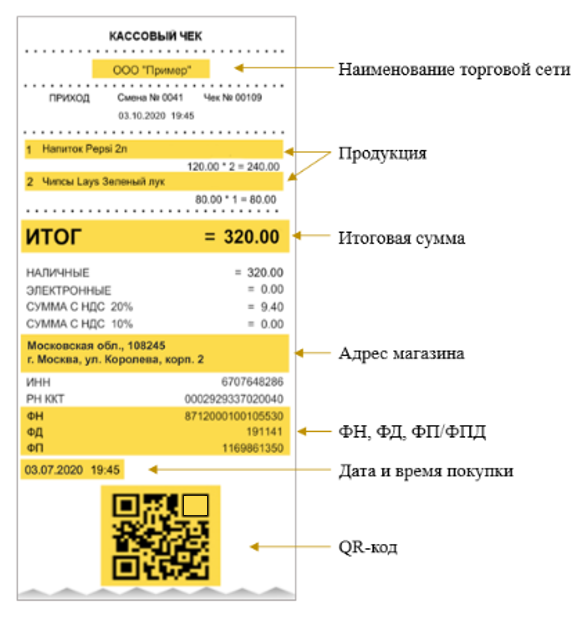 КАССОВЫЙ ЧЕК
ООО "Пример"
Наименование торговой сети
ПРИХОД Смена № 0041 Чек № 00109
03.10.2020 19:45
1 Напиток Pepsi 2л
Продукция
120.00 * 2 = 240.00
2 Чипсы Lays Зеленый лук
80.00 * 1 = 80.00
ИТОГ = 320.00
Итоговая сумма
НАЛИЧНЫЕ = 320.00
ЭЛЕКТРОННЫЕ = 0.00
СУММА С НДС 20% = 9.40
СУММА С НДС 10% = 0.00
Московская обл., 108245
г. Москва, ул. Королева, корп. 2
Адрес магазина
ИНН 6707648286
РН ККТ 0002929337020040
ФН 8712000100105530
ФД 191141
ФП 1169861350
ФН, ФД, ФП/ФПД
03.07.2020 19:45
Дата и время покупки
QR-код